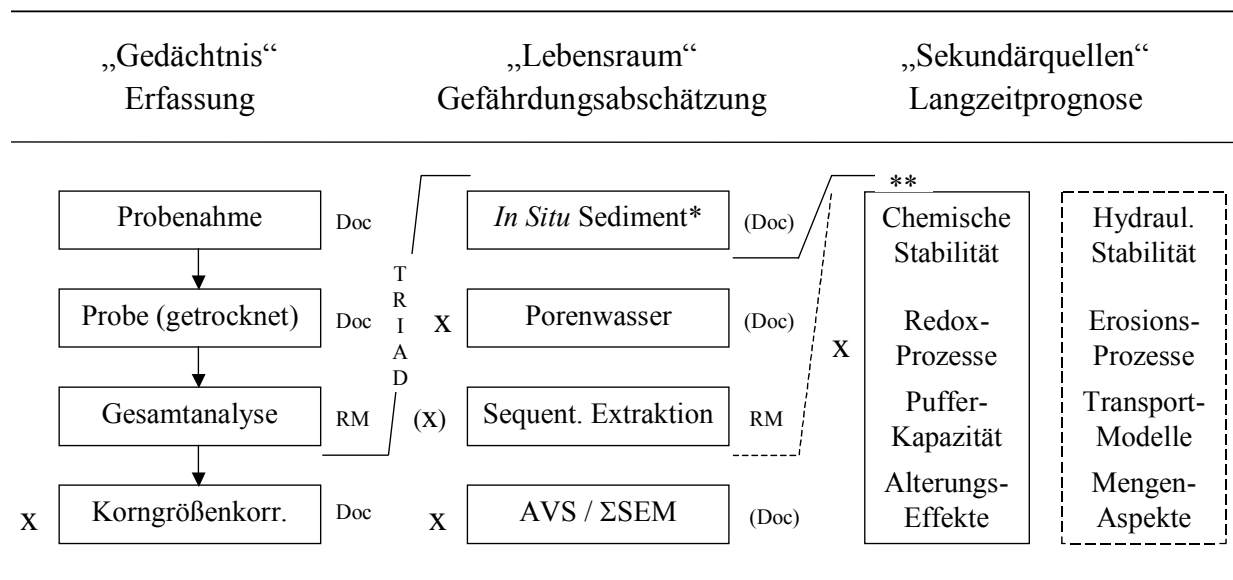 „Gedächtnis“
Erfassung
„Lebensraum“
Gefährdungsabschätzung
„Sekundärquellen“
Langzeitprognose
Probenahme
Doc
Probe (getrocknet)
Doc
Gesamtanalyse
RM
x
Korngrößenkorr.
Doc
T
R
I
A
D
In Situ Sediment*
(Doc)
x
Porenwasser
(Doc)
(x)
Sequent. Extraktion
RM
x
AVS / ΣSEM
(Doc)
**
x
Chemische
Stabilität
Redox-
Prozesse
Puffer-
Kapazität
Alterungs-
Effekte
Hydraul.
Stabilität
Erosions-
Prozesse
Transport-
Modelle
Mengen-
Aspekte